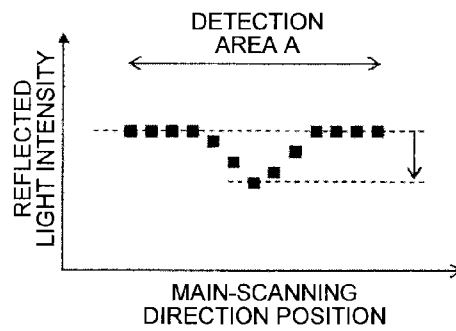 DETECTION
AREA A
REFLECTED
LIGHT INTENSITY
MAIN-SCANNING
DIRECTION POSITION